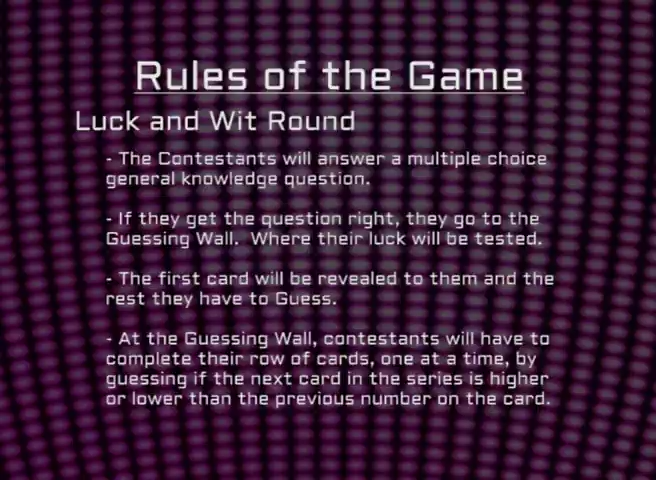 Rules of the Game
Luck and Wit Round
- The Contestants will answer a multiple choice
general knowledge question.
- If they get the question right, they go to the
Guessing Wall.  Where their luck will be tested.
- The first card will be revealed to them and the
rest they have to Guess.
- At the Guessing Wall, contestants will have to
complete their row of cards, one at a time, by
guessing if the next card in the series is higher
or lower than the previous number on the card.